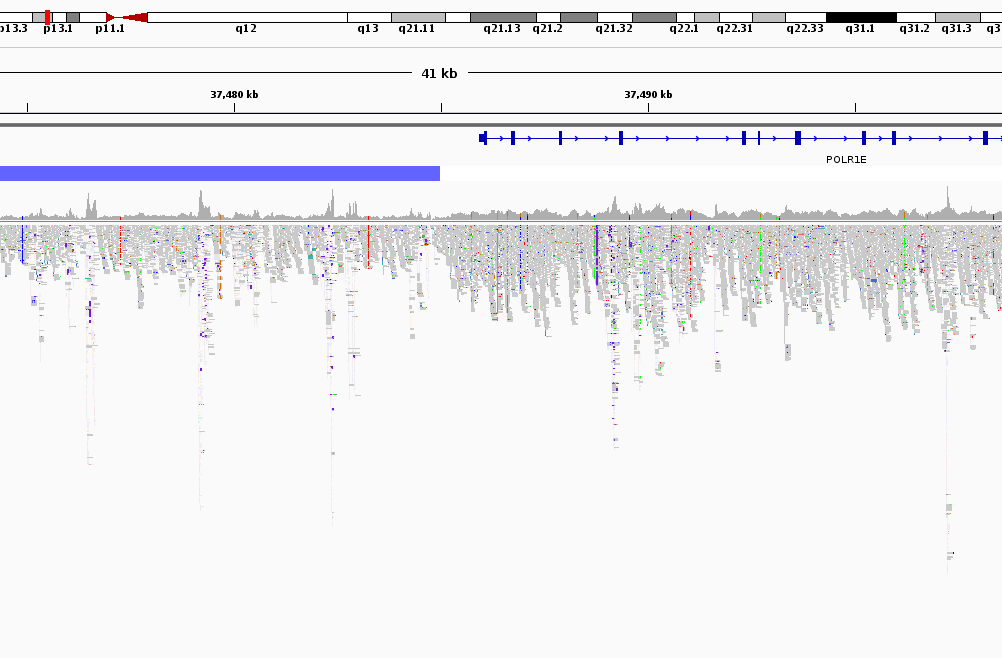 p13.3 p13.1 p11.1 q12 q13 q21.11 q21.13 q21.2 q21.32 q22.1 q22.31 q22.33 q31.1 q31.2 q31.3 q3
41 kb
37,480 kb 37,490 kb
POLR1E